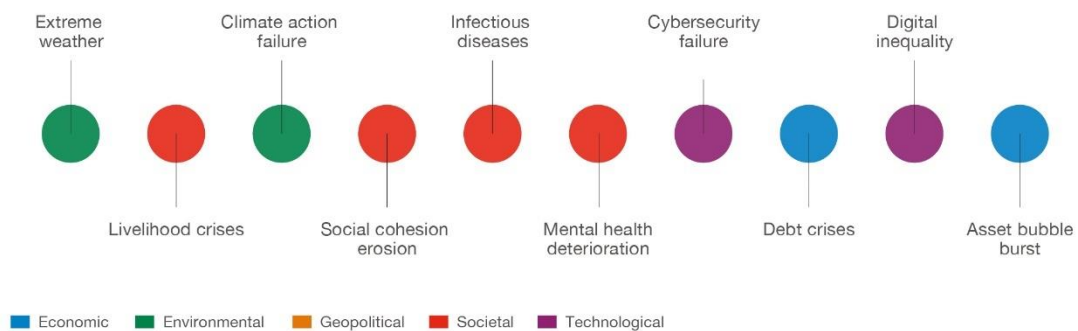 Extreme
weather
Climate action
failure
Infectious
diseases
Cybersecurity
failure
Digital
inequality
Livelihood crises
Social cohesion
erosion
Mental health
deterioration
Debt crises
Asset bubble
burst
Economic
Environmental
Geopolitical
Societal
Technological